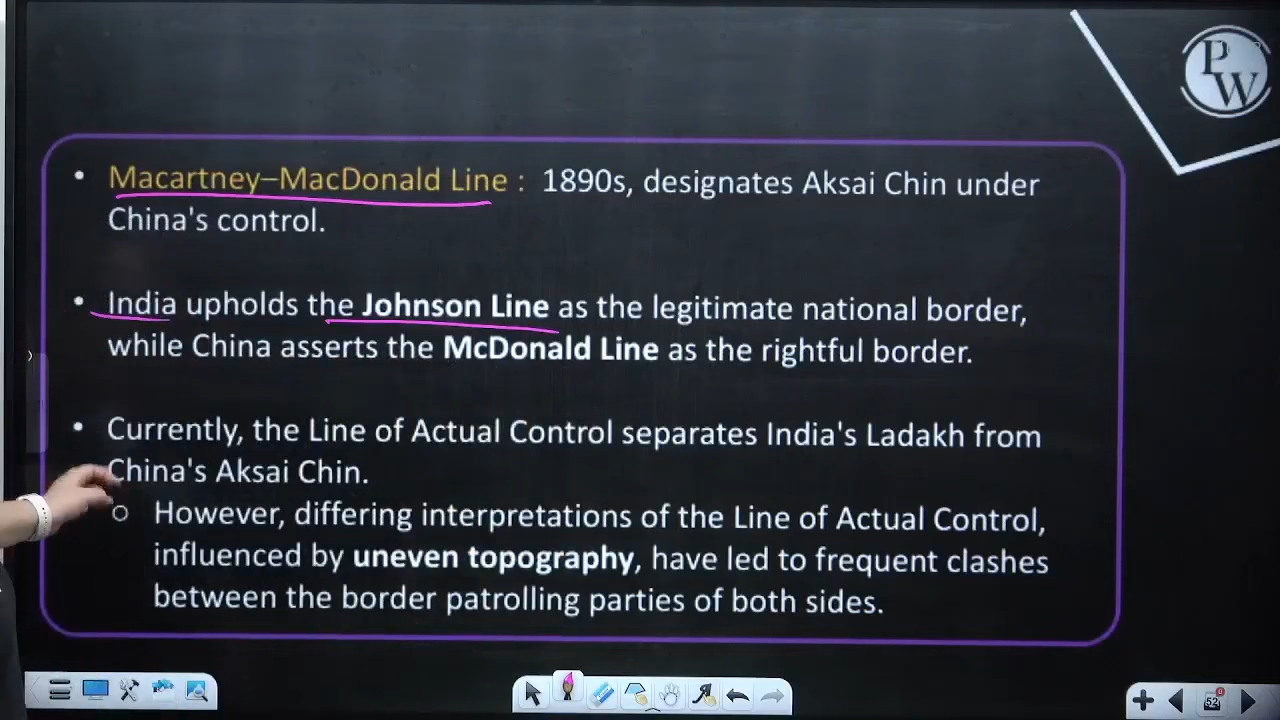 PW
• Macartney–MacDonald Line : 1890s, designates Aksai Chin under
China's control.
• India upholds the Johnson Line as the legitimate national border,
while China asserts the McDonald Line as the rightful border.
• Currently, the Line of Actual Control separates India's Ladakh from
China's Aksai Chin.
○ However, differing interpretations of the Line of Actual Control,
influenced by uneven topography, have led to frequent clashes
between the border patrolling parties of both sides.
52